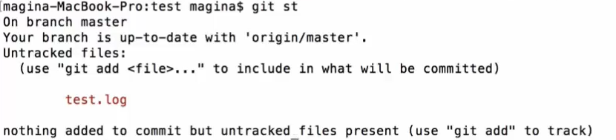 magina-MacBook-Pro:test magina$ git st
On branch master
Your branch is up-to-date with 'origin/master'.
Untracked files:
  (use "git add <file>..." to include in what will be committed)

        test.log

nothing added to commit but untracked files present (use "git add" to track)